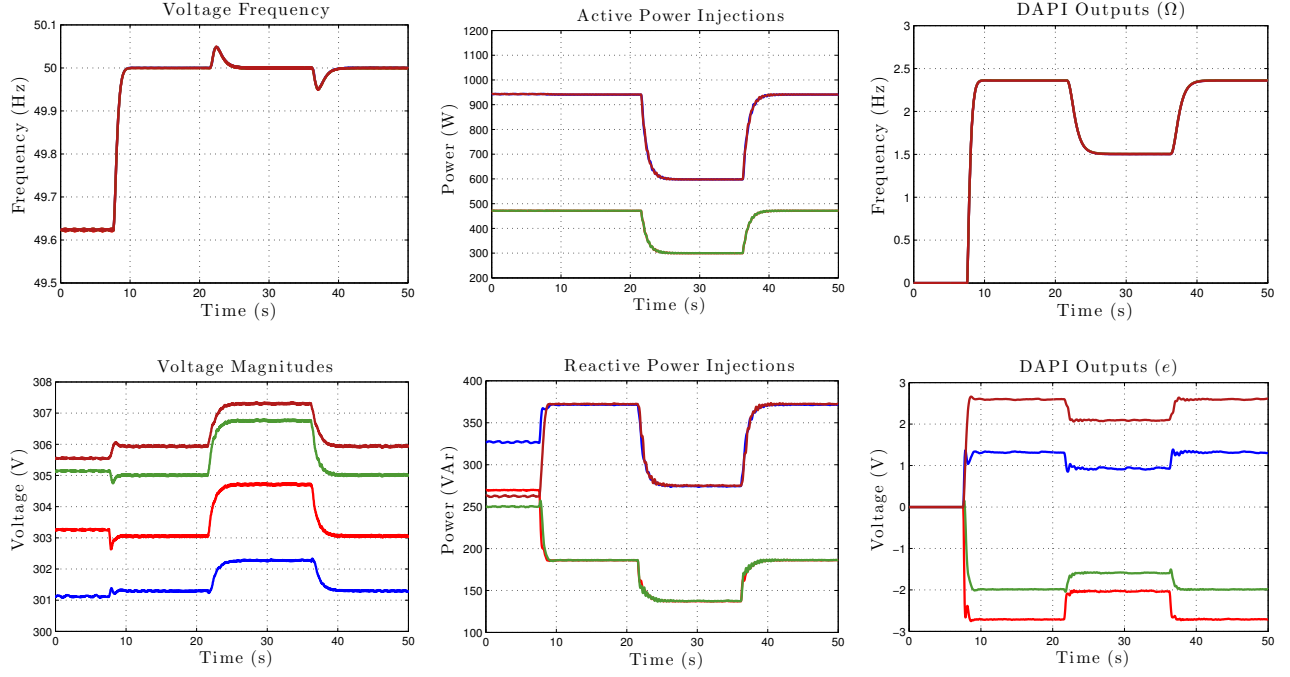 Voltage Frequency
50.1
50
49.9
49.8
49.7
49.6
49.5
0 10 20 30 40 50
Frequency (Hz)
Time (s)
Active Power Injections
1200
1100
1000
900
800
700
600
500
400
300
200
0 10 20 30 40 50
Power (W)
Time (s)
DAPI Outputs (Ω)
3
2.5
2
1.5
1
0.5
0
0 10 20 30 40 50
Frequency (Hz)
Time (s)
Voltage Magnitudes
308
307
306
305
304
303
302
301
300
0 10 20 30 40 50
Voltage (V)
Time (s)
Reactive Power Injections
400
350
300
250
200
150
100
0 10 20 30 40 50
Power (VAr)
Time (s)
DAPI Outputs (e)
3
2
1
0
−1
−2
−3
0 10 20 30 40 50
Voltage (V)
Time (s)